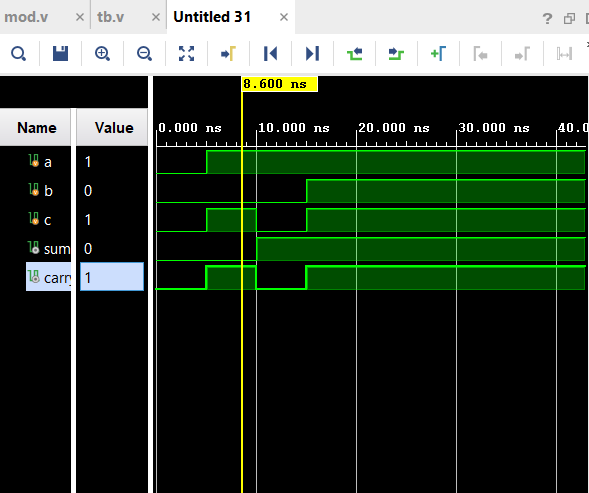 mod.v × tb.v × Untitled 31 ×
?
8.600 ns
Name Value
0.000 ns 10.000 ns 20.000 ns 30.000 ns 40.0
a 1
b 0
c 1
sum 0
carry 1